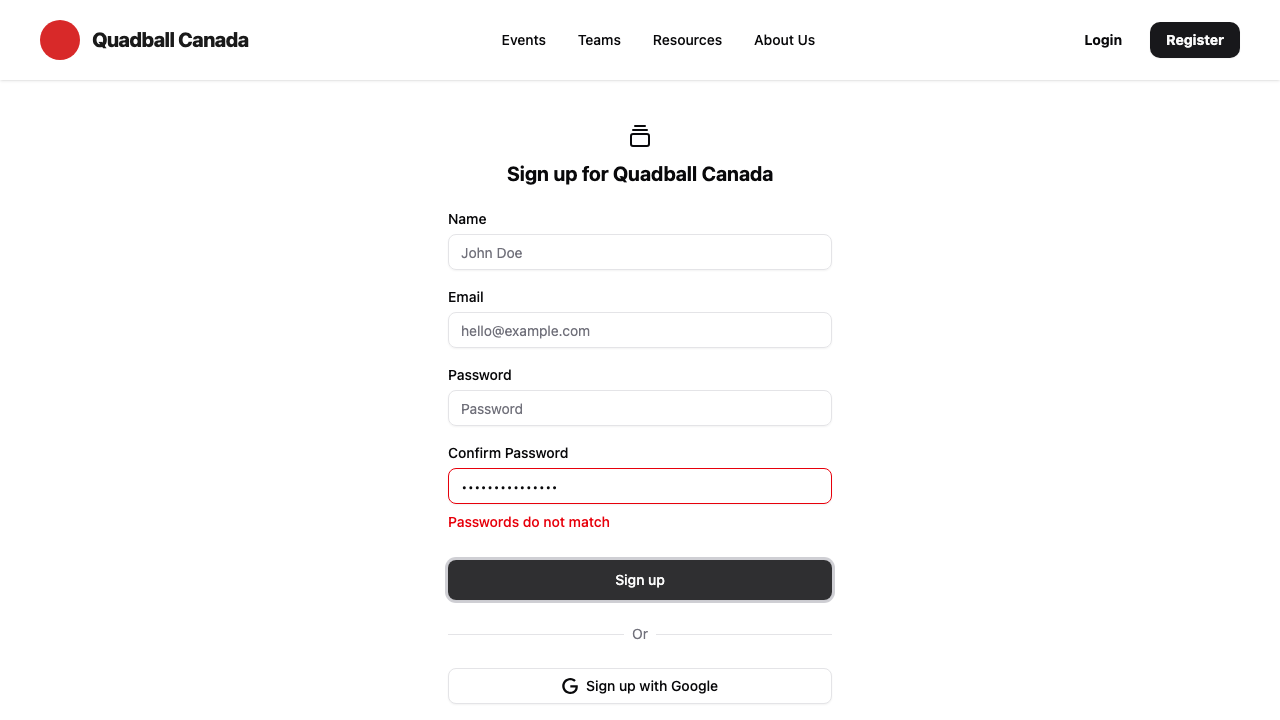 Quadball Canada
Events
Teams
Resources
About Us
Login
Register
Sign up for Quadball Canada
Name
John Doe
Email
hello@example.com
Password
Password
Confirm Password
•••••••••••••••
Passwords do not match
Sign up
Or
Sign up with Google